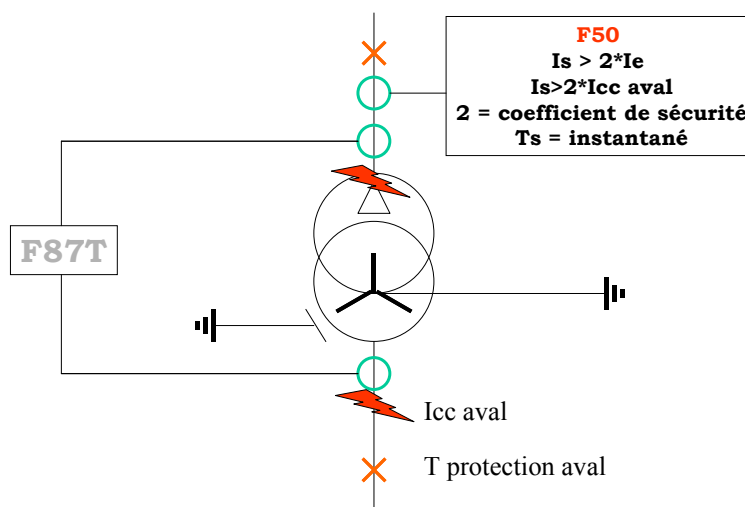 F50
Is > 2*Ie
Is>2*Icc aval
2 = coefficient de sécurité
Ts = instantané
F87T
Icc aval
T protection aval